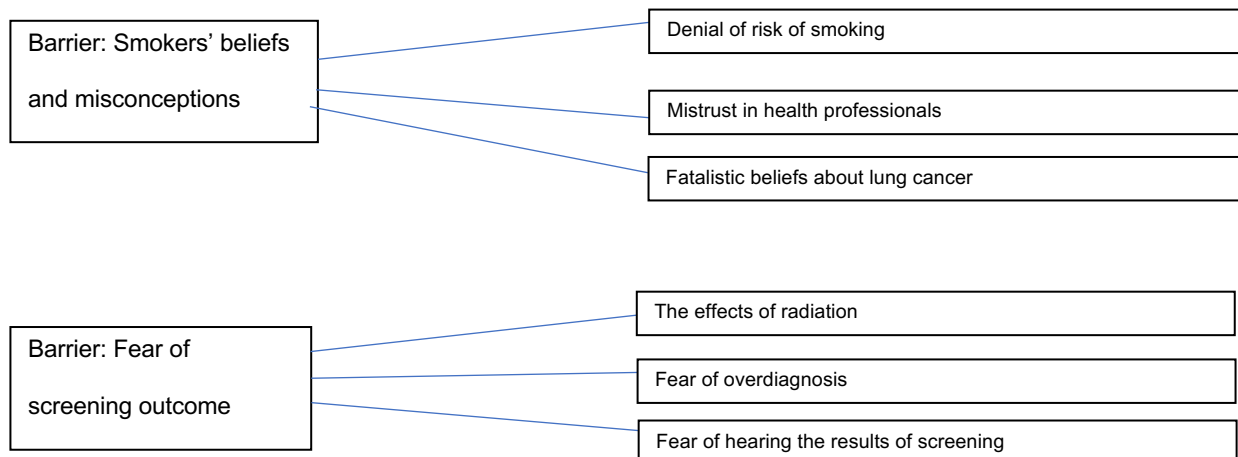 Barrier: Smokers’ beliefs
and misconceptions
Denial of risk of smoking
Mistrust in health professionals
Fatalistic beliefs about lung cancer
Barrier: Fear of
screening outcome
The effects of radiation
Fear of overdiagnosis
Fear of hearing the results of screening